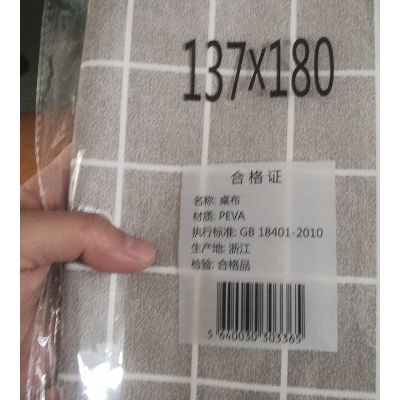 137x180
合格证
名称: 桌布
材质: PEVA
执行标准: GB 18401-2010
生产地: 浙江
检验: 合格品
5 640030 303365